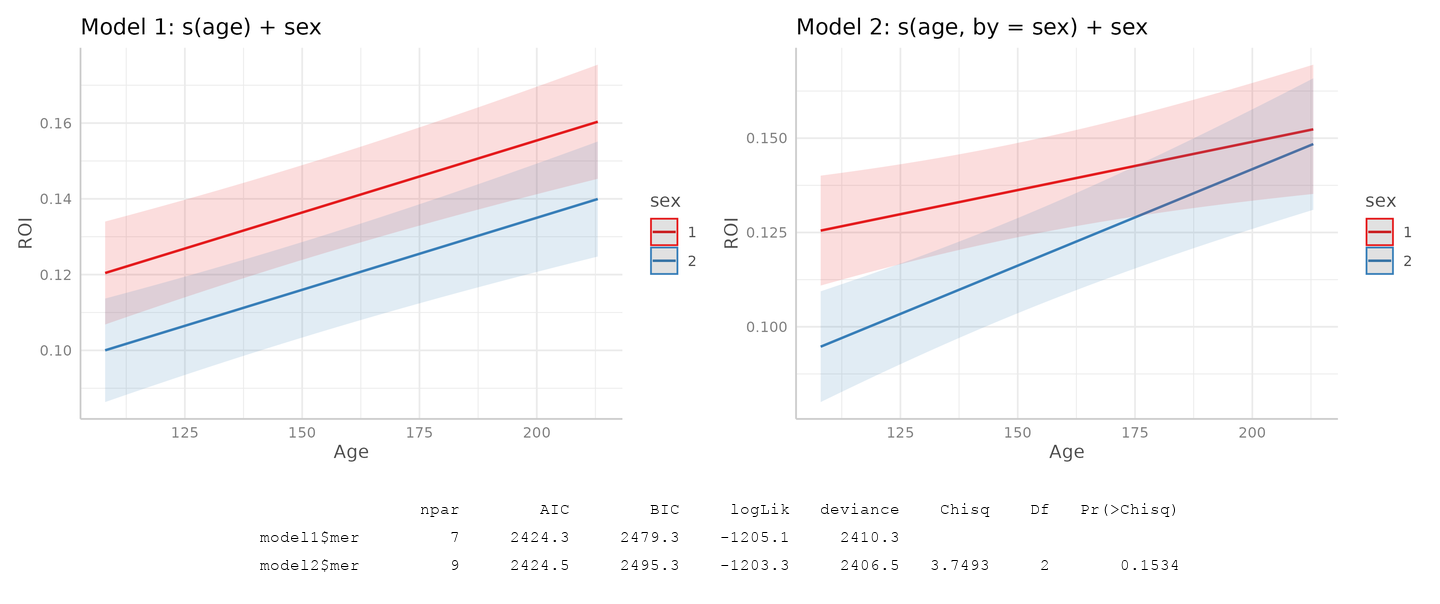 Model 1: s(age) + sex
0.16
0.14
0.12
0.10
ROI
125 150 175 200
Age
sex
1
2
Model 2: s(age, by = sex) + sex
0.150
0.125
0.100
ROI
125 150 175 200
Age
sex
1
2
npar AIC BIC logLik deviance Chisq Df Pr(>Chisq)
model1$mer 7 2424.3 2479.3 -1205.1 2410.3
model2$mer 9 2424.5 2495.3 -1203.3 2406.5 3.7493 2 0.1534